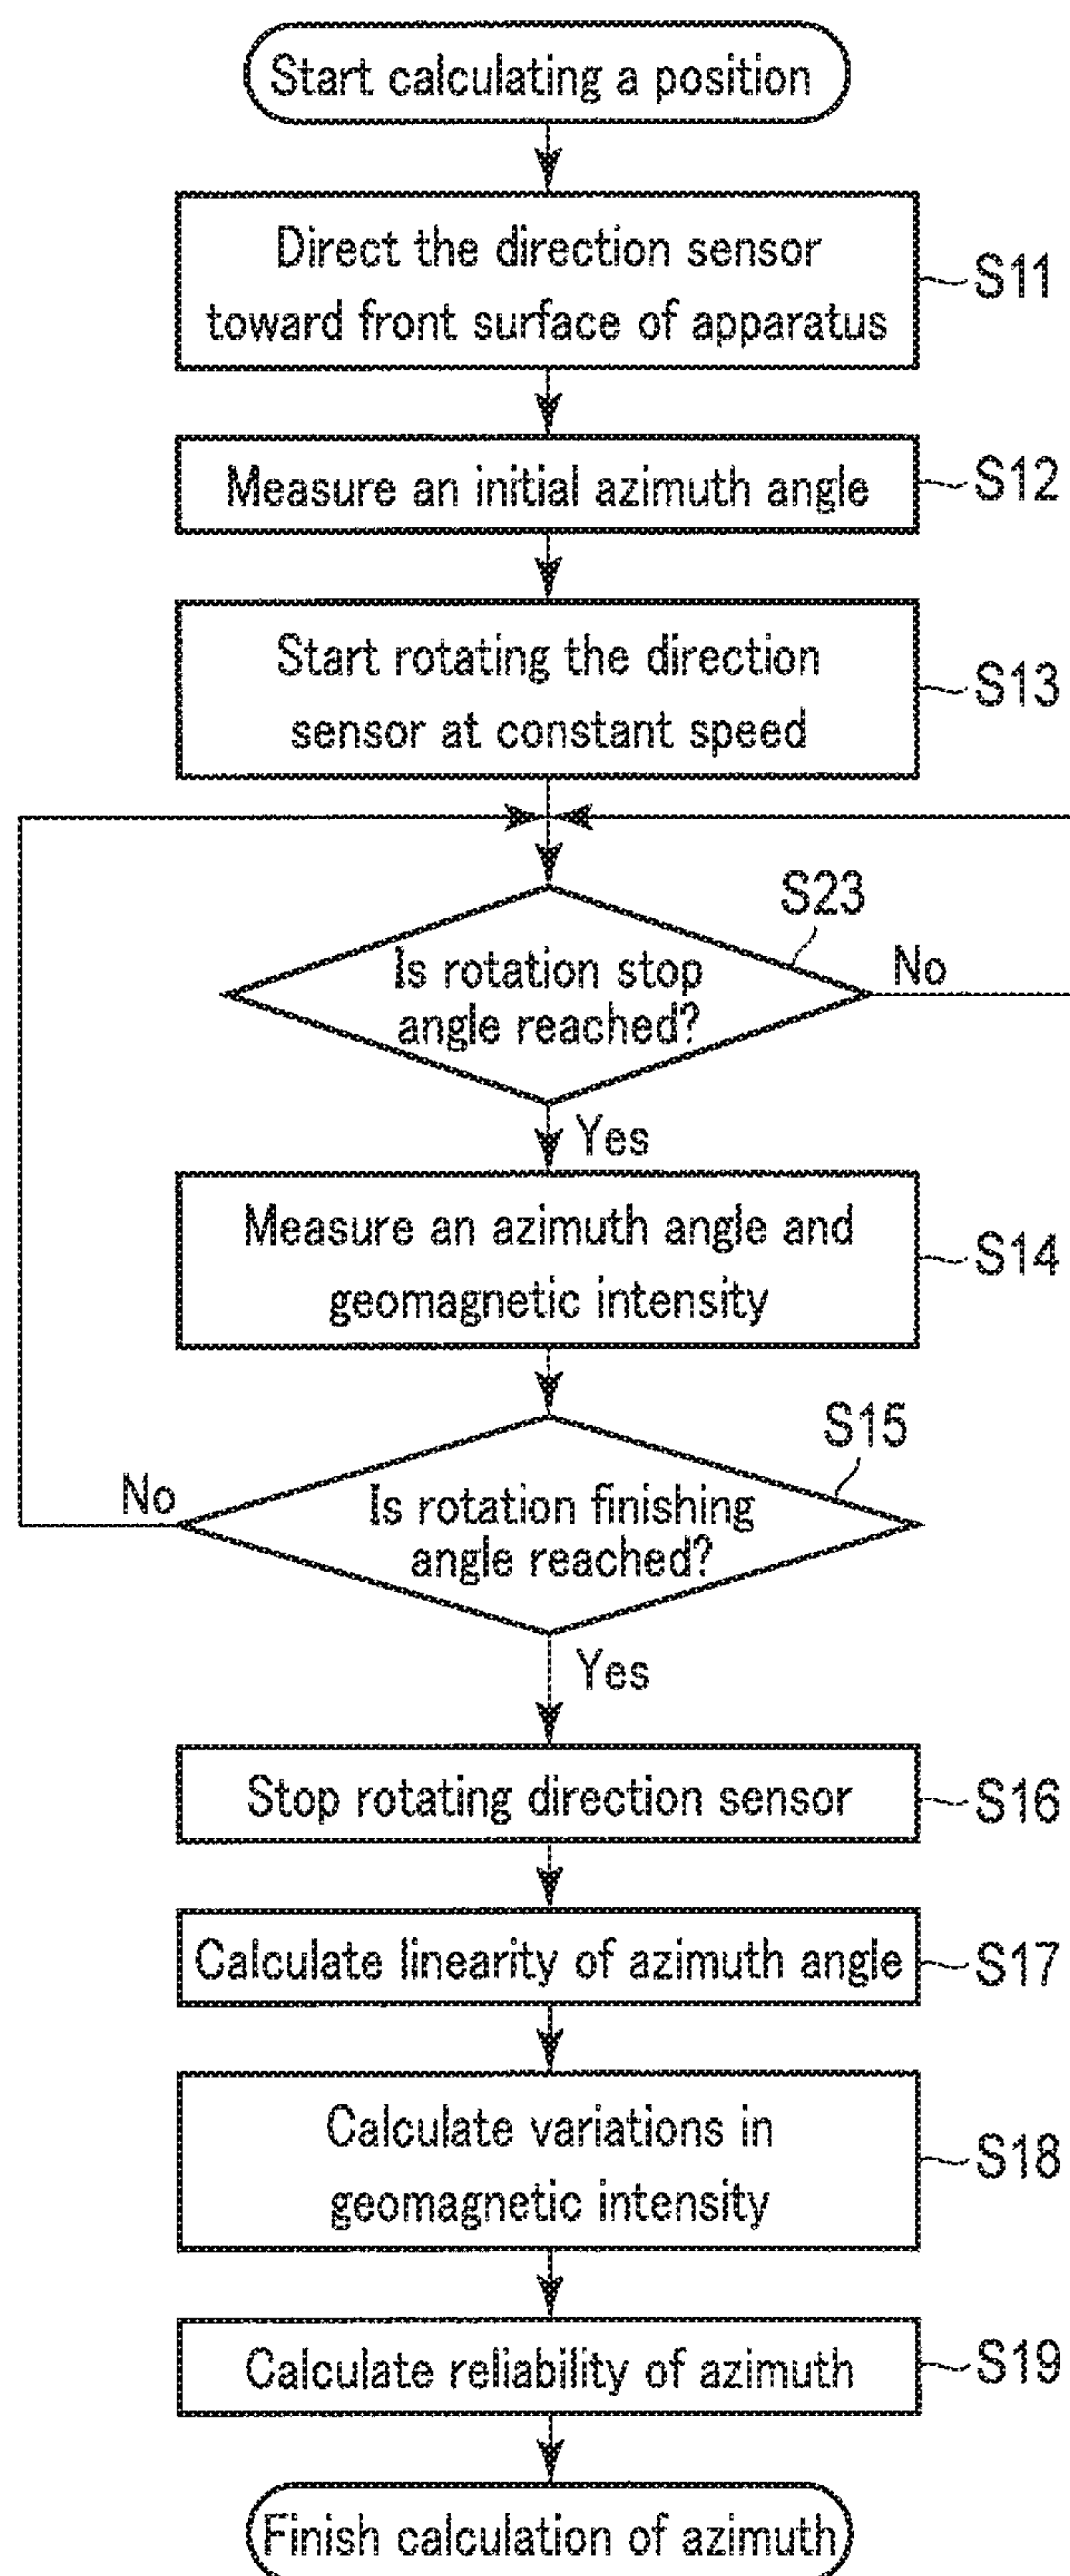 Start calculating a position
Direct the direction sensor
toward front surface of apparatus
S11
Measure an initial azimuth angle
S12
Start rotating the direction
sensor at constant speed
S13
S23
Is rotation stop
angle reached?
No
Yes
Measure an azimuth angle and
geomagnetic intensity
S14
S15
Is rotation finishing
angle reached?
No
Yes
Stop rotating direction sensor
S16
Calculate linearity of azimuth angle
S17
Calculate variations in
geomagnetic intensity
S18
Calculate reliability of azimuth
S19
Finish calculation of azimuth